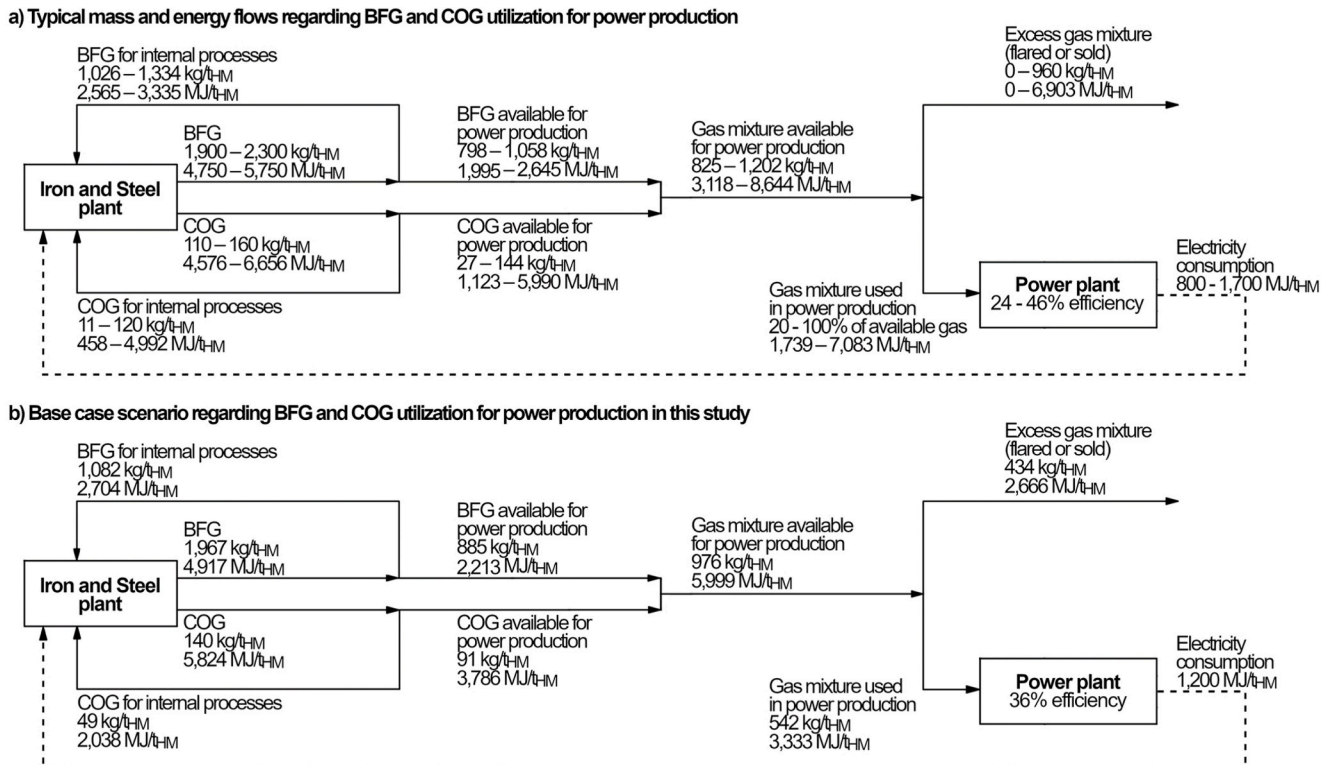 a) Typical mass and energy flows regarding BFG and COG utilization for power production
BFG for internal processes
1,026 – 1,334 kg/tHM
2,565 – 3,335 MJ/tHM
BFG
1,900 – 2,300 kg/tHM
4,750 – 5,750 MJ/tHM
Iron and Steel
plant
COG
110 – 160 kg/tHM
4,576 – 6,656 MJ/tHM
COG for internal processes
11 – 120 kg/tHM
458 – 4,992 MJ/tHM
BFG available for
power production
798 – 1,058 kg/tHM
1,995 – 2,645 MJ/tHM
COG available for
power production
27 – 144 kg/tHM
1,123 – 5,990 MJ/tHM
Gas mixture available
for power production
825 – 1,202 kg/tHM
3,118 – 8,644 MJ/tHM
Excess gas mixture
(flared or sold)
0 – 960 kg/tHM
0 – 6,903 MJ/tHM
Gas mixture used
in power production
20 - 100% of available gas
1,739 – 7,083 MJ/tHM
Power plant
24 - 46% efficiency
Electricity
consumption
800 - 1,700 MJ/tHM
b) Base case scenario regarding BFG and COG utilization for power production in this study
BFG for internal processes
1,082 kg/tHM
2,704 MJ/tHM
BFG
1,967 kg/tHM
4,917 MJ/tHM
Iron and Steel
plant
COG
140 kg/tHM
5,824 MJ/tHM
COG for internal processes
49 kg/tHM
2,038 MJ/tHM
BFG available for
power production
885 kg/tHM
2,213 MJ/tHM
COG available for
power production
91 kg/tHM
3,786 MJ/tHM
Gas mixture available
for power production
976 kg/tHM
5,999 MJ/tHM
Excess gas mixture
(flared or sold)
434 kg/tHM
2,666 MJ/tHM
Gas mixture used
in power production
542 kg/tHM
3,333 MJ/tHM
Power plant
36% efficiency
Electricity
consumption
1,200 MJ/tHM